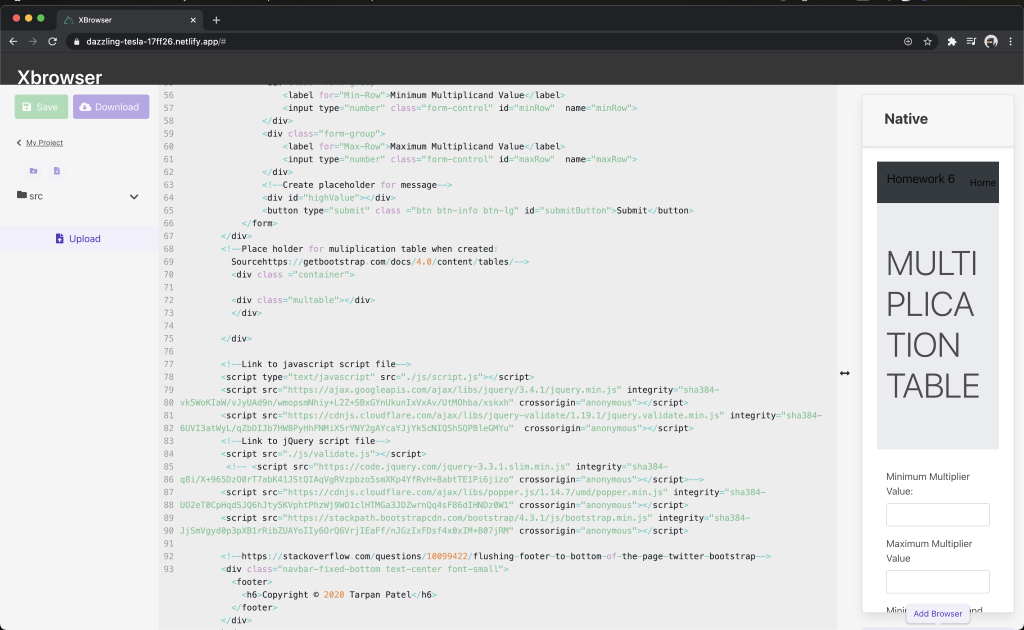 XBrowser
dazzling-tesla-17ff26.netlify.app/#
Xbrowser
Save
Download
My Project
src
Upload
56 <label for="Min-Row">Minimum Multiplicand Value</label>
57 <input type="number" class="form-control" id="minRow"  name="minRow">
58 </div>
59 <div class="form-group">
60 <label for="Max-Row">Maximum Multiplicand Value</label>
61 <input type="number" class="form-control" id="maxRow"  name="maxRow">
62 </div>
63 <!--Create placeholder for message-->
64 <div id="highValue"></div>
65 <button type="submit" class ="btn btn-info btn-lg" id="submitButton">Submit</button>
66 </form>
67 </div>
68 <!--Place holder for muliplication table when created:
69 Sourcehttps://getbootstrap.com/docs/4.0/content/tables/-->
70 <div class ="container">
71
72 <div class="multable"></div>
73 </div>
74
75 </div>
76
77 <!--Link to javascript script file-->
78 <script type="text/javascript" src="./js/script.js"></script>
79 <script src="https://ajax.googleapis.com/ajax/libs/jquery/3.4.1/jquery.min.js" integrity="sha384-
80 vk5WoKIaW/vJyUAd9n/wmopsmNhiy+L2Z+SBxGYnUkunIxVxAv/UtMOhba/xskxh" crossorigin="anonymous"></script>
81 <script src="https://cdnjs.cloudflare.com/ajax/libs/jquery-validate/1.19.1/jquery.validate.min.js" integrity="sha384-
82 6UVI3atWyL/qZbDIJb7HW8PyHhFNMiX5rYNY2gAYcaYJjYk5cNIQShSQPBleGMYu"  crossorigin="anonymous"></script>
83 <!--Link to jQuery script file-->
84 <script src="./js/validate.js"></script>
85 <!-- <script src="https://code.jquery.com/jquery-3.3.1.slim.min.js" integrity="sha384-
86 q8i/X+965DzO0rT7abK41JStQIAqVgRVzpbzo5smXKp4YfRvH+8abtTE1Pi6jizo" crossorigin="anonymous"></script>-->
87 <script src="https://cdnjs.cloudflare.com/ajax/libs/popper.js/1.14.7/umd/popper.min.js" integrity="sha384-
88 UO2eT0CpHqdSJQ6hJty5KVphtPhzWj9WO1clHTMGa3JDZwrnQq4sF86dIHNDz0W1" crossorigin="anonymous"></script>
89 <script src="https://stackpath.bootstrapcdn.com/bootstrap/4.3.1/js/bootstrap.min.js" integrity="sha384-
90 JjSmVgyd0p3pXB1rRibZUAYoIIy6OrQ6VrjIEaFf/nJGzIxFDsf4x0xIM+B07jRM" crossorigin="anonymous"></script>
91
92 <!--https://stackoverflow.com/questions/10099422/flushing-footer-to-bottom-of-the-page-twitter-bootstrap-->
93 <div class="navbar-fixed-bottom text-center font-small">
<footer>
<h6>Copyright © 2020 Tarpan Patel</h6>
</footer>
</div>
Native
Homework 6
Home
MULTI
PLICA
TION
TABLE
Minimum Multiplier
Value:
Maximum Multiplier
Value
Add Browser